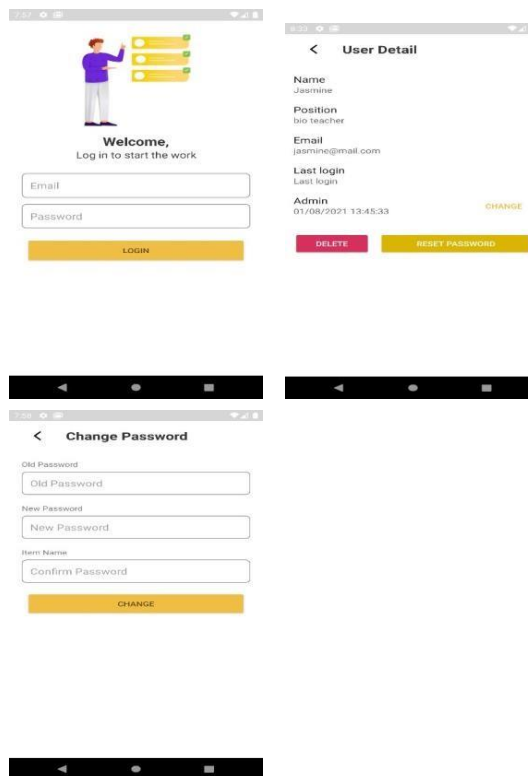 7:57
Welcome,
Log in to start the work
Email
Password
LOGIN
User Detail
Name
Jasmine
Position
bio teacher
Email
jasmine@mail.com
Last login
Last login
Admin
01/08/2021 13:45:33
CHANGE
DELETE
RESET PASSWORD
Change Password
Old Password
Old Password
New Password
New Password
Item Name
Confirm Password
CHANGE